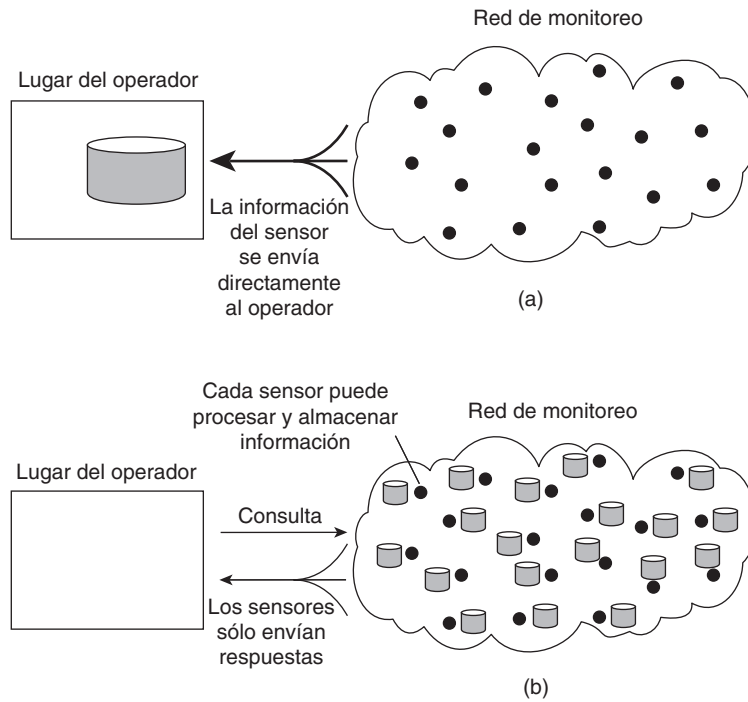 Red de monitoreo
Lugar del operador
La información
del sensor
se envía
directamente
al operador
(a)
Cada sensor puede
procesar y almacenar
información
Red de monitoreo
Lugar del operador
Consulta
Los sensores
sólo envían
respuestas
(b)